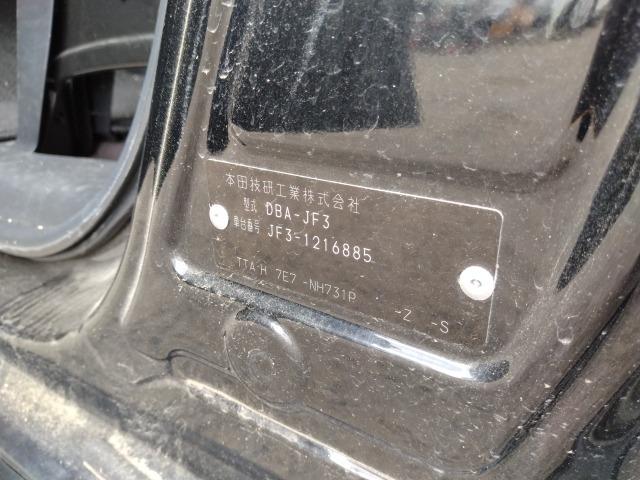 本田技研工業株式会社
型式 DBA-JF3
車台番号 JF3-1216885
TTA H 7E7 -NH731P -Z -S